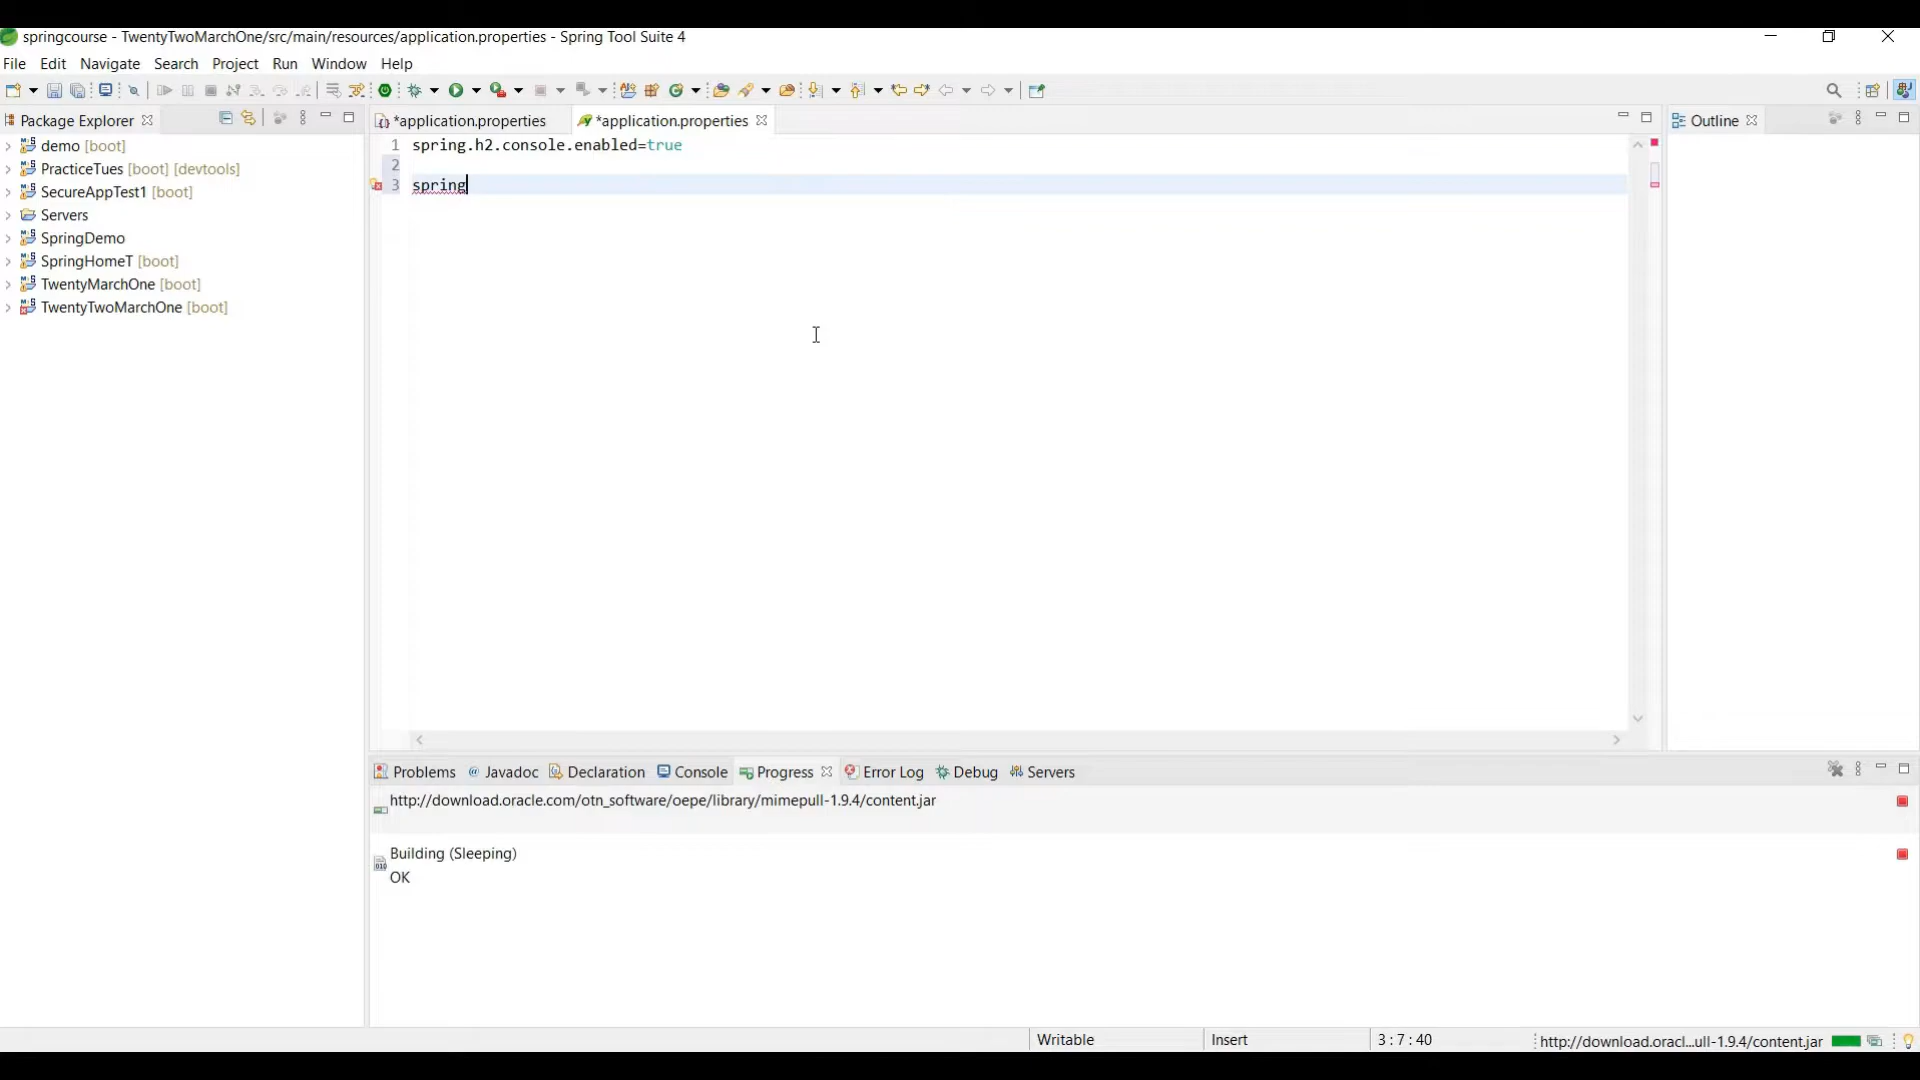 springcourse - TwentyTwoMarchOne/src/main/resources/application.properties - Spring Tool Suite 4
File Edit Navigate Search Project Run Window Help
Package Explorer
demo [boot]
PracticeTues [boot] [devtools]
SecureAppTest1 [boot]
Servers
SpringDemo
SpringHomeT [boot]
TwentyMarchOne [boot]
TwentyTwoMarchOne [boot]
*application.properties *application.properties
1 spring.h2.console.enabled=true
2
3 spring
Outline
Problems Javadoc Declaration Console Progress Error Log Debug Servers
http://download.oracle.com/otn_software/oepe/library/mimepull-1.9.4/content.jar
Building (Sleeping)
OK
Writable Insert 3 : 7 : 40 http://download.oracl...ull-1.9.4/content.jar